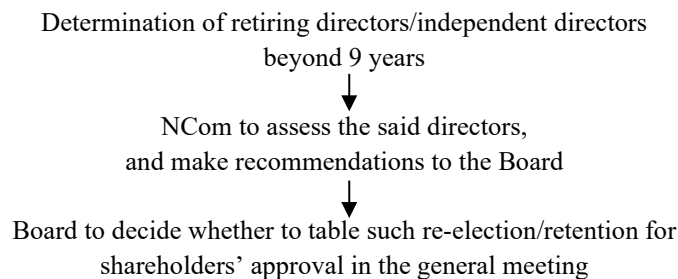 Determination of retiring directors/independent directors
beyond 9 years
NCom to assess the said directors,
and make recommendations to the Board
Board to decide whether to table such re-election/retention for
shareholders’ approval in the general meeting